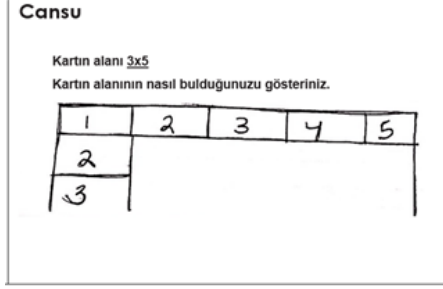 Cansu
Kartın alanı 3x5
Kartın alanının nasıl bulduğunuzu gösteriniz.
1 2 3 4 5
2
3